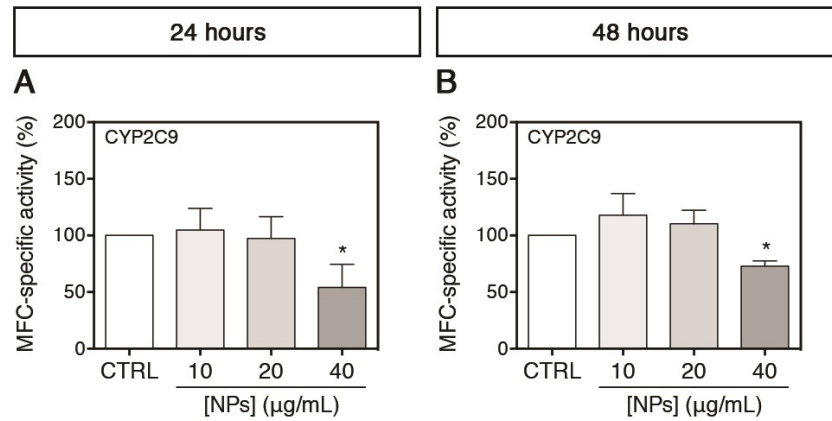 24 hours
48 hours
A
MFC-specific activity (%)
200
150
100
50
0
CYP2C9
*
CTRL 10 20 40
[NPs] (μg/mL)
B
MFC-specific activity (%)
200
150
100
50
0
CYP2C9
*
CTRL 10 20 40
[NPs] (μg/mL)